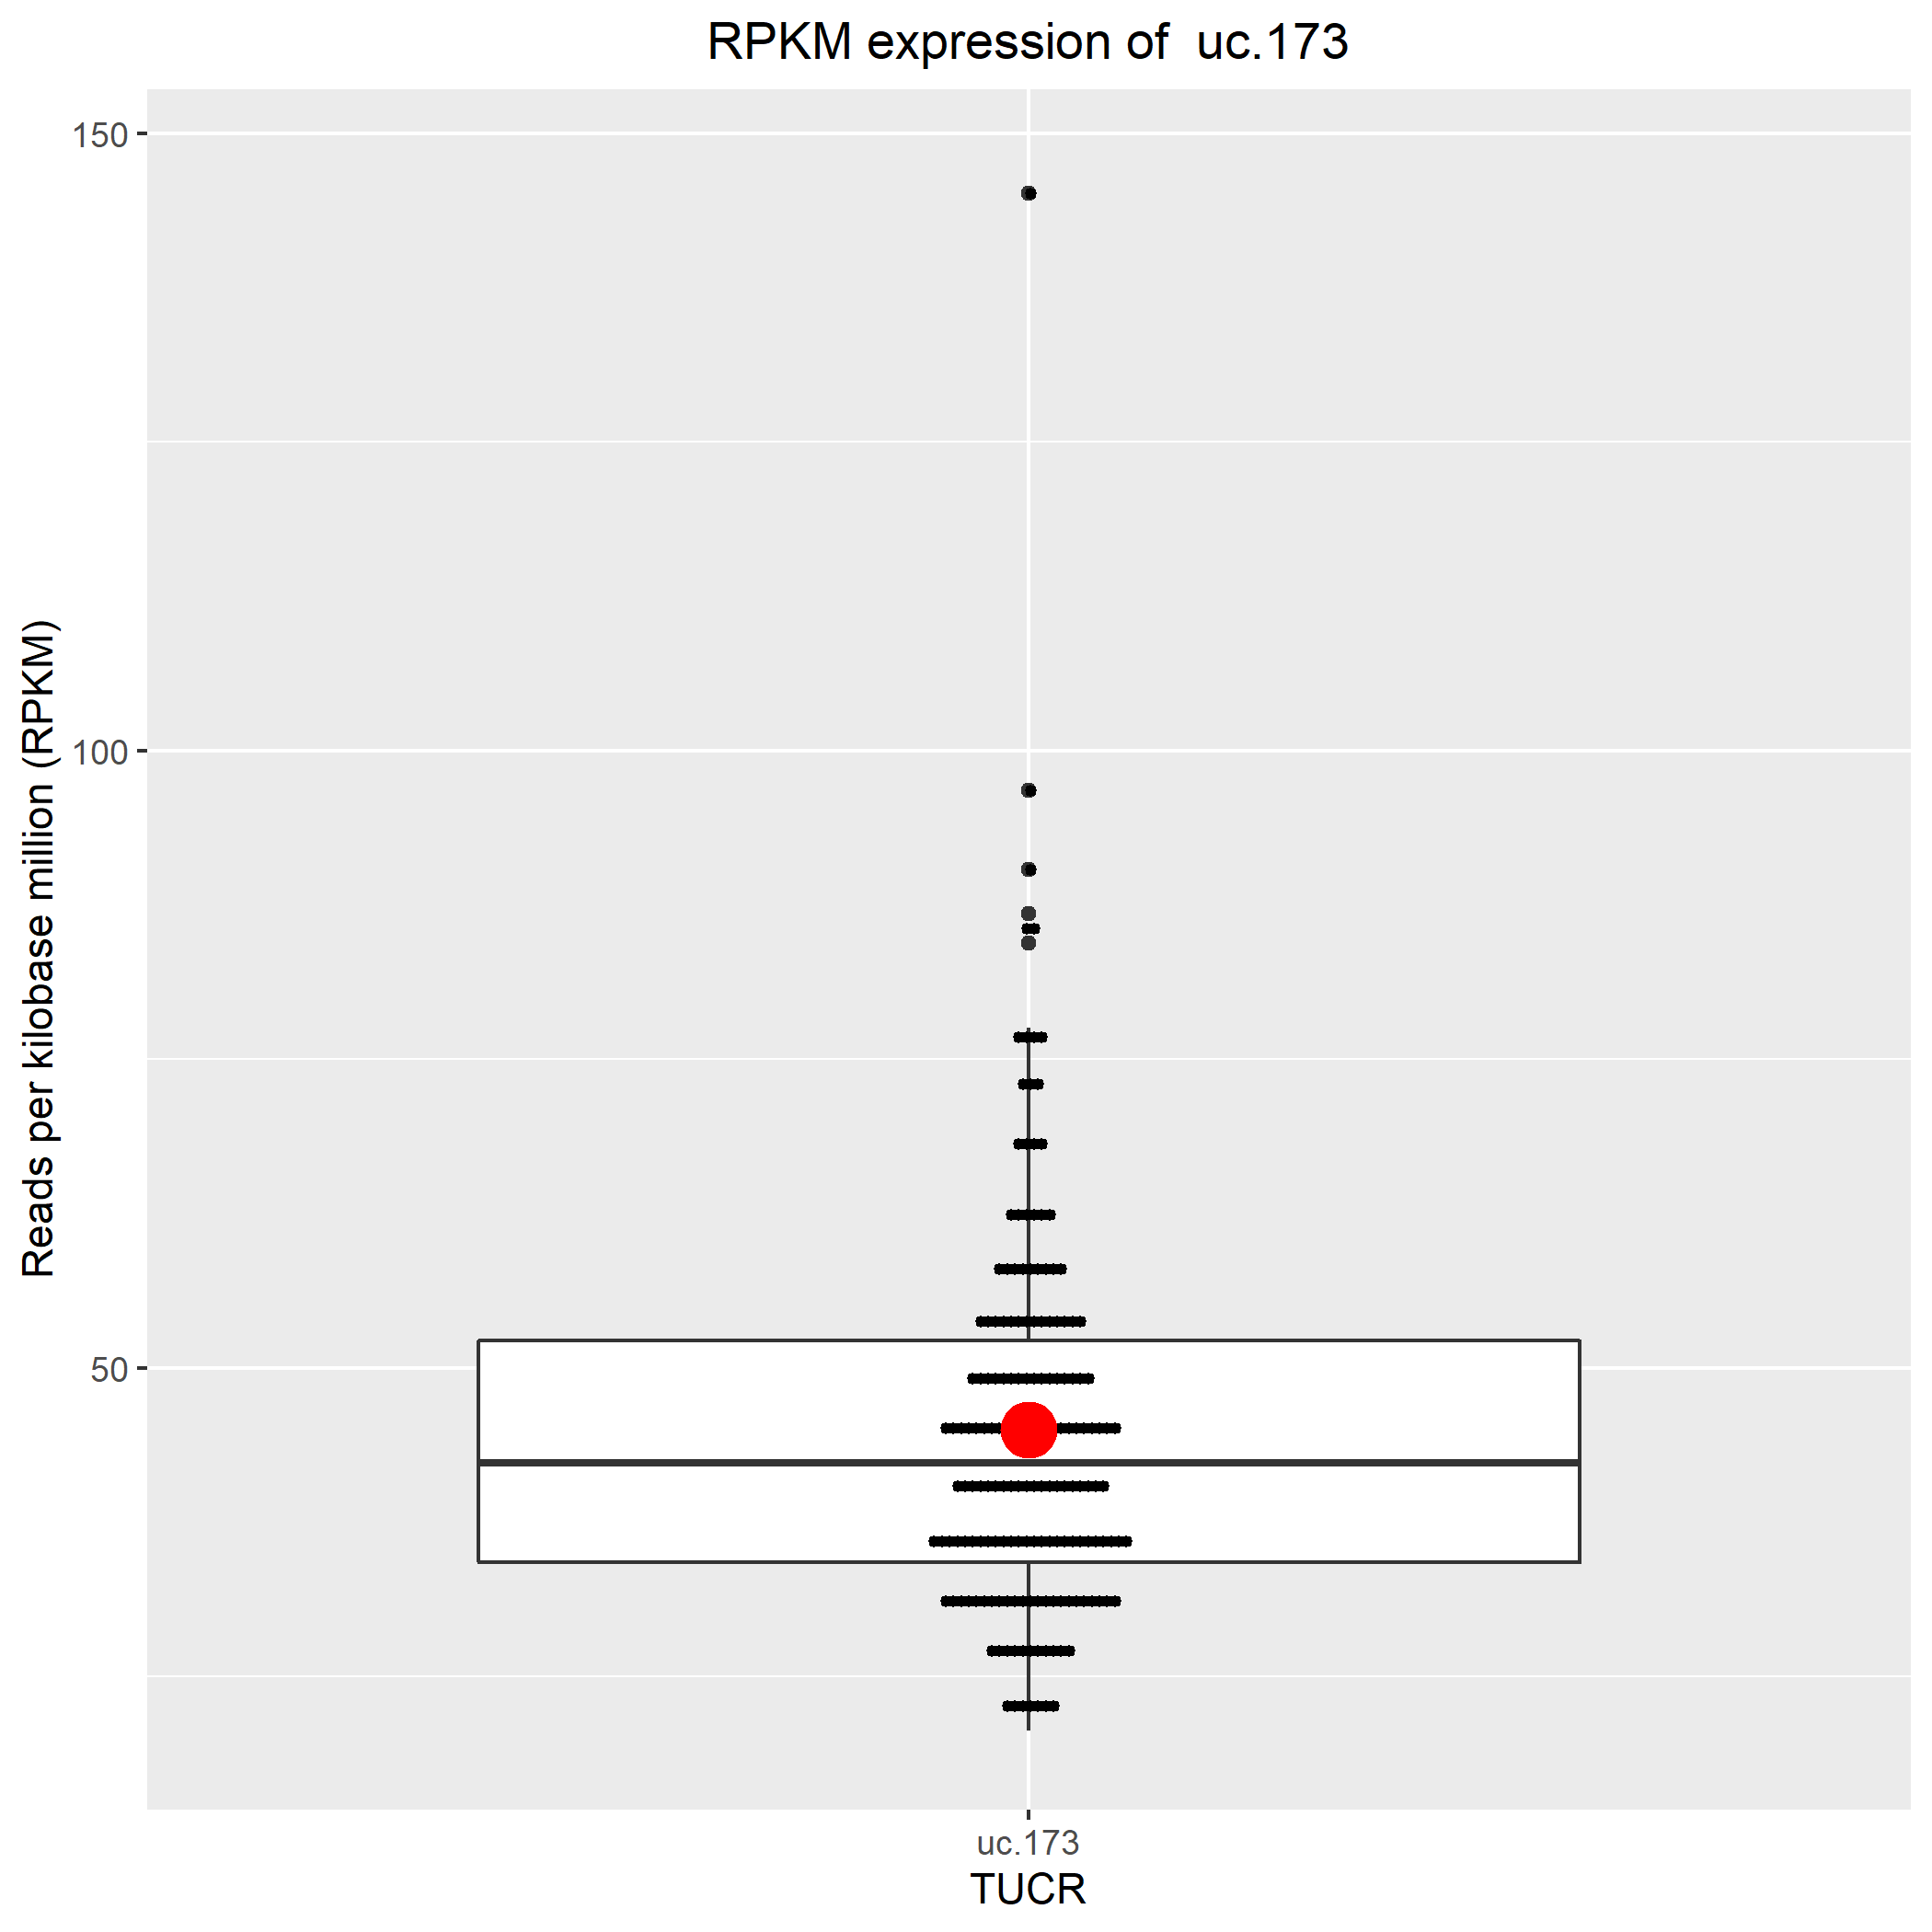 RPKM expression of  uc.173
Reads per kilobase million (RPKM)
150
100
50
uc.173
TUCR